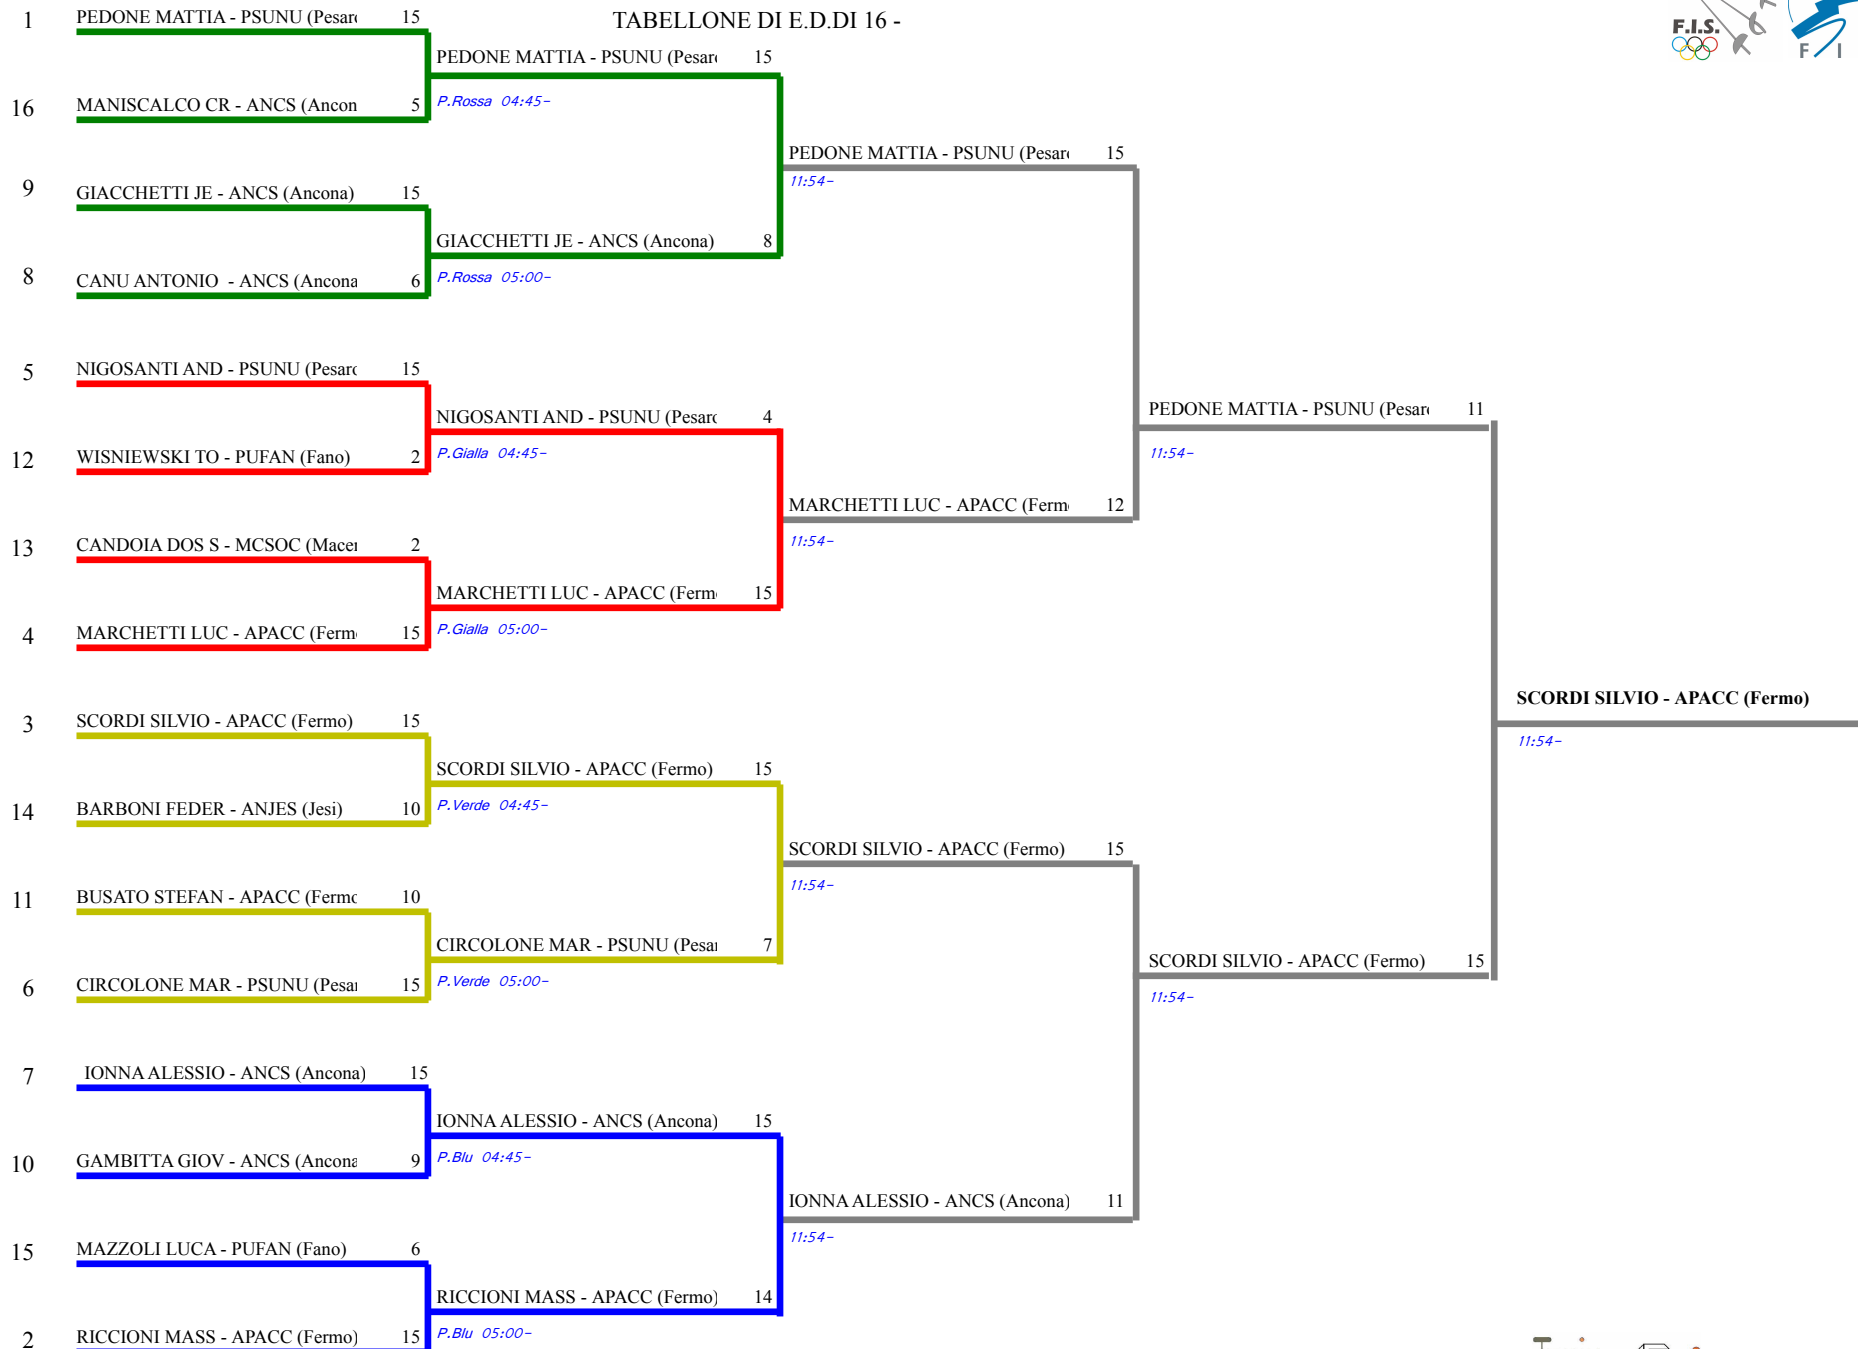 TABELLONE DI E.D.DI 16 -
F.I.S.
F I
1 PEDONE MATTIA - PSUNU (Pesar 15
PEDONE MATTIA - PSUNU (Pesar 15
16 MANISCALCO CR - ANCS (Ancon 5
P.Rossa 04:45-
PEDONE MATTIA - PSUNU (Pesar 15
11:54-
9 GIACCHETTI JE - ANCS (Ancona) 15
GIACCHETTI JE - ANCS (Ancona) 8
8 CANU ANTONIO - ANCS (Ancona 6
P.Rossa 05:00-
5 NIGOSANTI AND - PSUNU (Pesar 15
NIGOSANTI AND - PSUNU (Pesar 4
PEDONE MATTIA - PSUNU (Pesar 11
11:54-
12 WISNIEWSKI TO - PUFAN (Fano) 2
P.Gialla 04:45-
MARCHETTI LUC - APACC (Ferm 12
11:54-
13 CANDOIA DOS S - MCSOC (Mace 2
MARCHETTI LUC - APACC (Ferm 15
4 MARCHETTI LUC - APACC (Ferm 15
P.Gialla 05:00-
SCORDI SILVIO - APACC (Fermo)
11:54-
3 SCORDI SILVIO - APACC (Fermo) 15
SCORDI SILVIO - APACC (Fermo) 15
14 BARBONI FEDER - ANJES (Jesi) 10
P.Verde 04:45-
SCORDI SILVIO - APACC (Fermo) 15
11:54-
11 BUSATO STEFAN - APACC (Ferm 10
CIRCOLONE MAR - PSUNU (Pesa 7
SCORDI SILVIO - APACC (Fermo) 15
11:54-
6 CIRCOLONE MAR - PSUNU (Pesa 15
P.Verde 05:00-
7 IONNA ALESSIO - ANCS (Ancona) 15
IONNA ALESSIO - ANCS (Ancona) 15
10 GAMBITTA GIOV - ANCS (Ancona 9
P.Blu 04:45-
IONNA ALESSIO - ANCS (Ancona) 11
11:54-
15 MAZZOLI LUCA - PUFAN (Fano) 6
RICCIONI MASS - APACC (Fermo) 14
2 RICCIONI MASS - APACC (Fermo) 15
P.Blu 05:00-